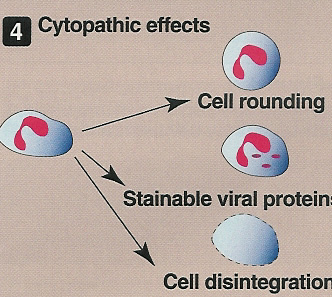 4 Cytopathic effects
Cell rounding
Stainable viral proteins
Cell disintegration